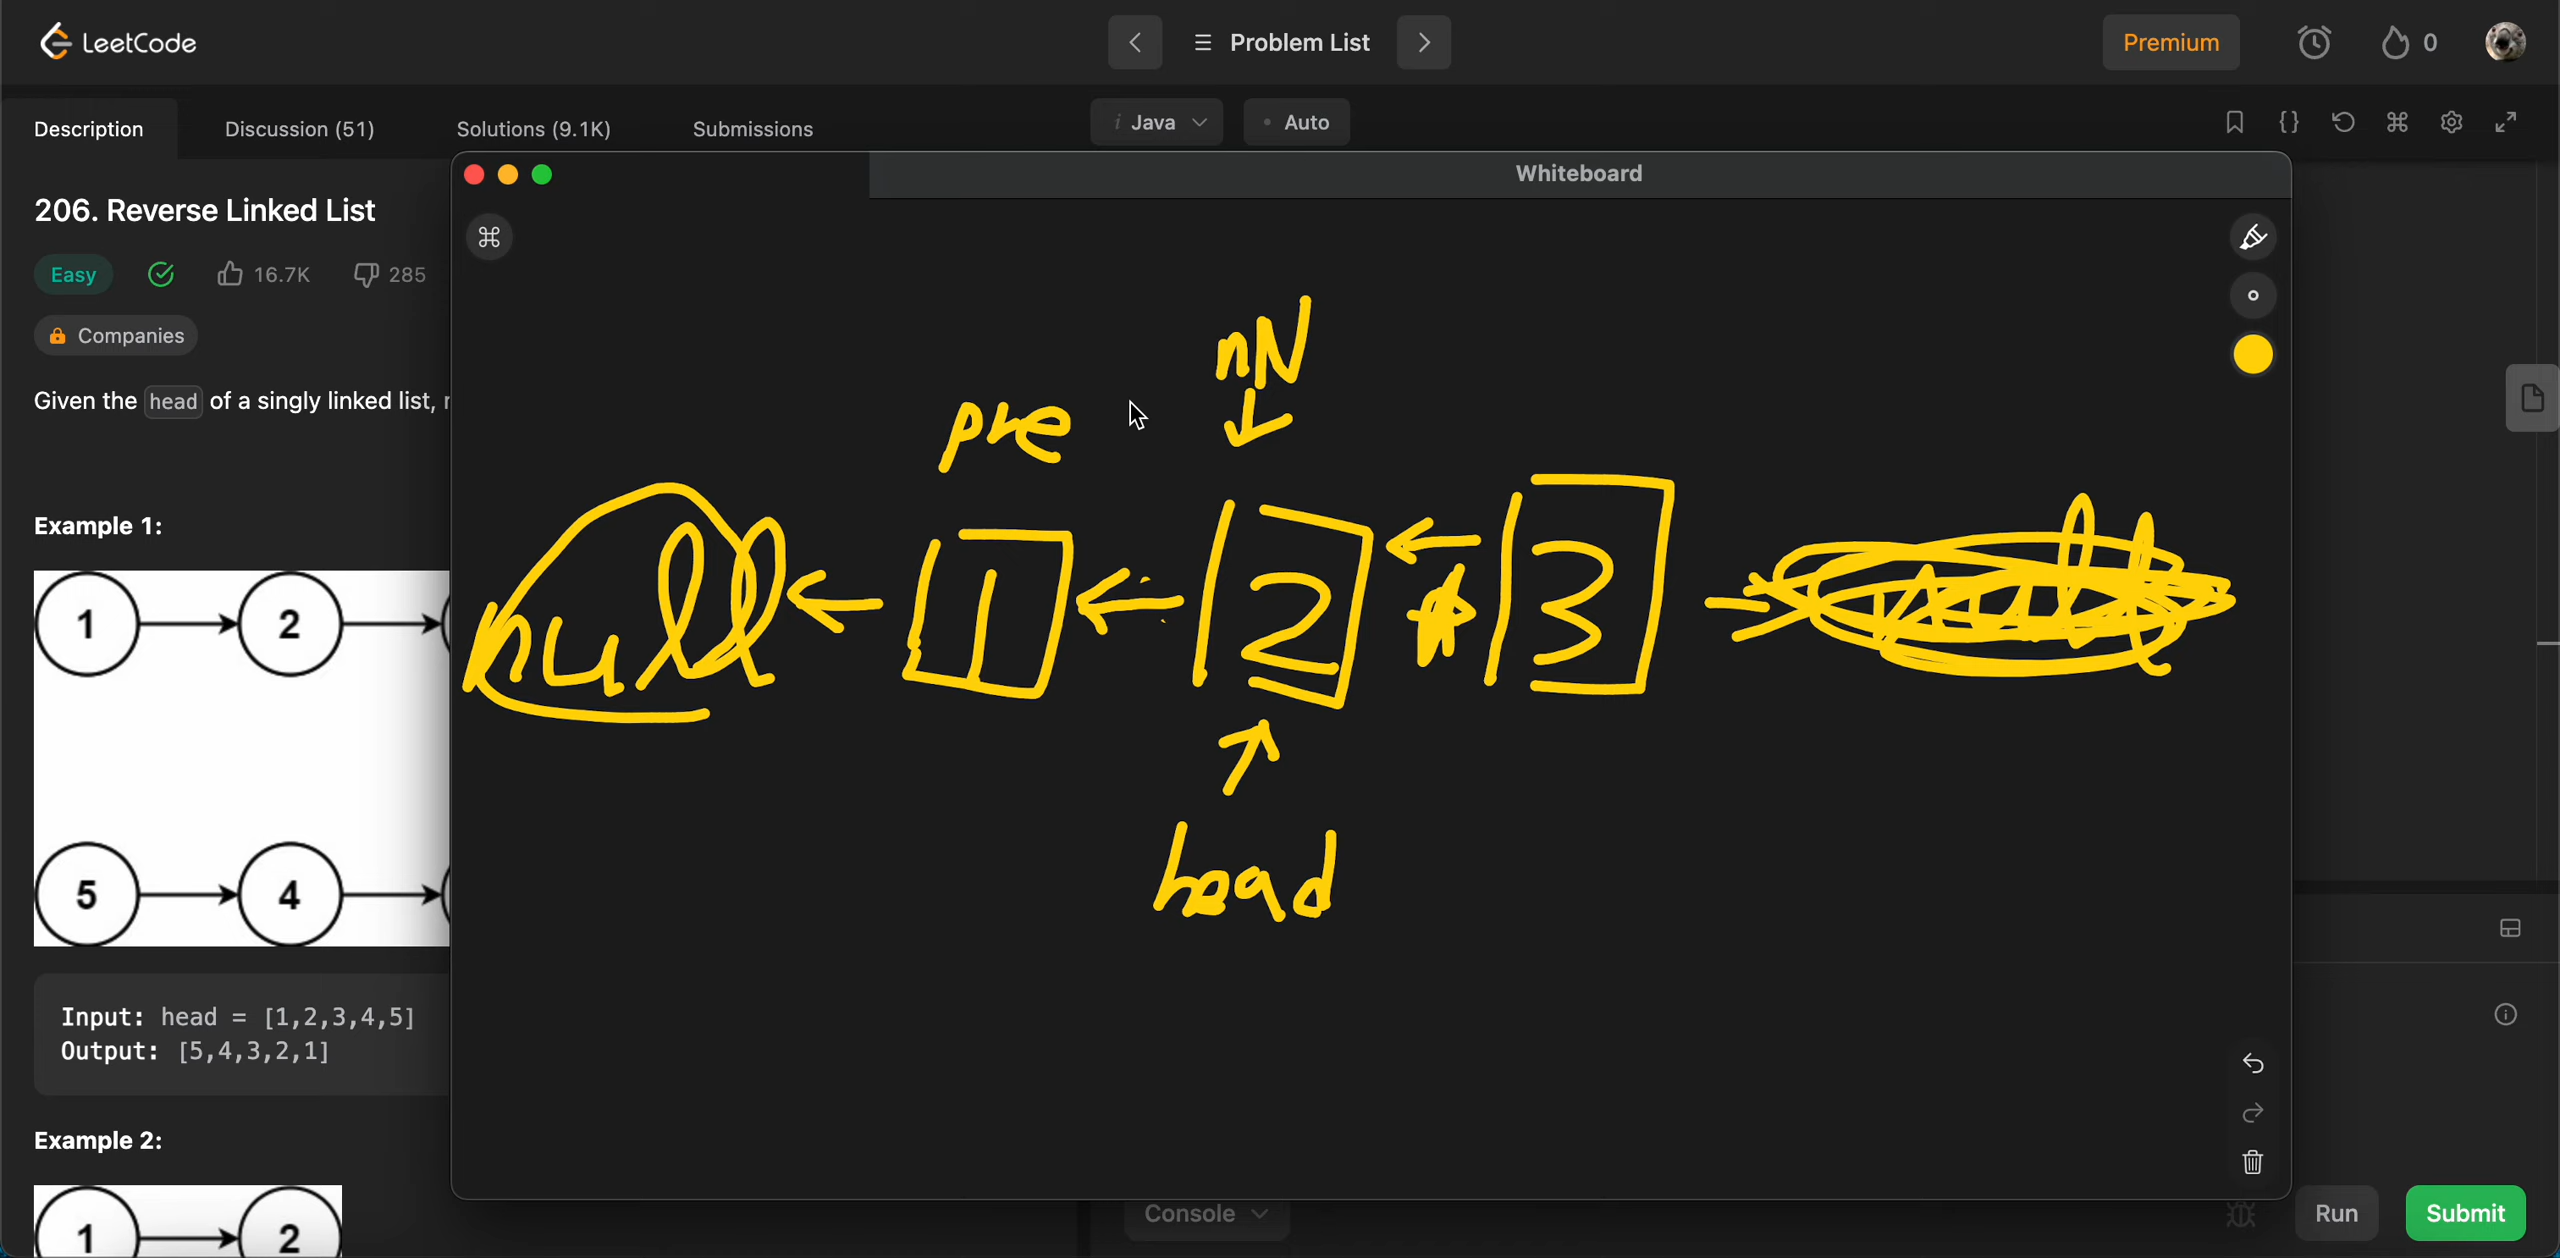 LeetCode
Problem List
Premium
0
Description
Discussion (51)
Solutions (9.1K)
Submissions
i Java
• Auto
Whiteboard
206. Reverse Linked List
Easy
16.7K
285
Companies
Given the head of a singly linked list, r
nN
pre
null
1
2
3
head
Example 1:
1
2
5
4
Input: head = [1,2,3,4,5]
Output: [5,4,3,2,1]
Example 2:
1
2
Console
Run
Submit